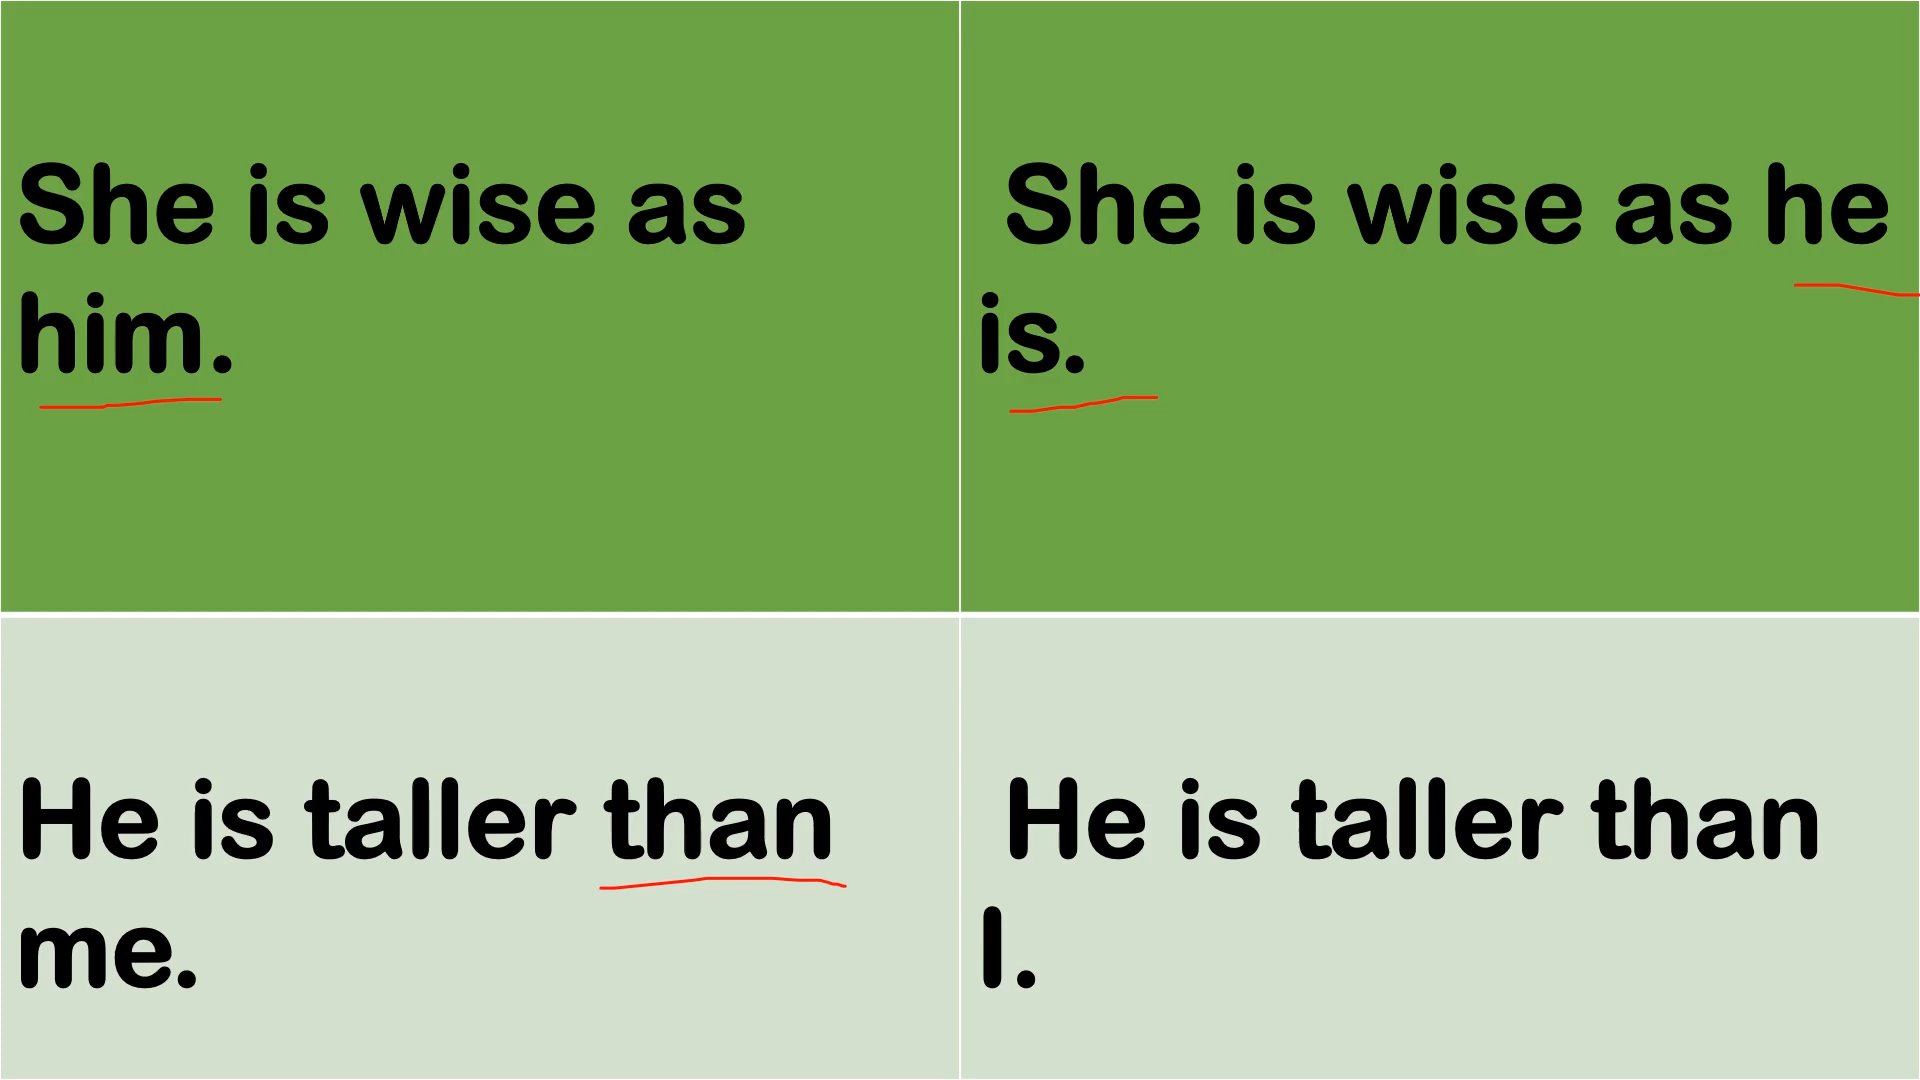 She is wise as
him.
She is wise as he
is.
He is taller than
me.
He is taller than
I.